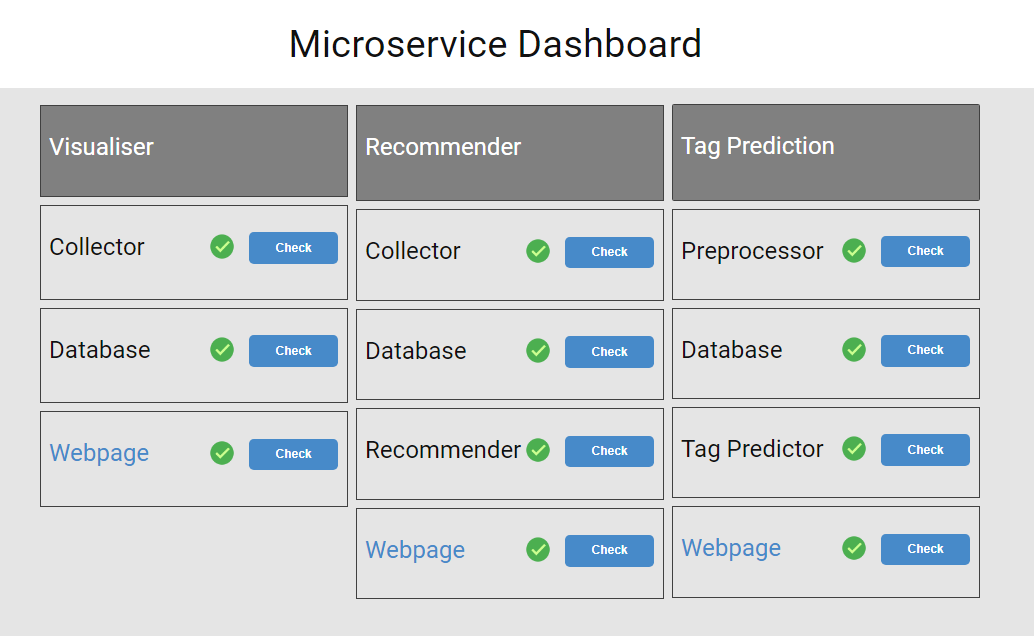 Microservice Dashboard
Visualiser
Collector
Check
Database
Check
Webpage
Check
Recommender
Collector
Check
Database
Check
Recommender
Check
Webpage
Check
Tag Prediction
Preprocessor
Check
Database
Check
Tag Predictor
Check
Webpage
Check